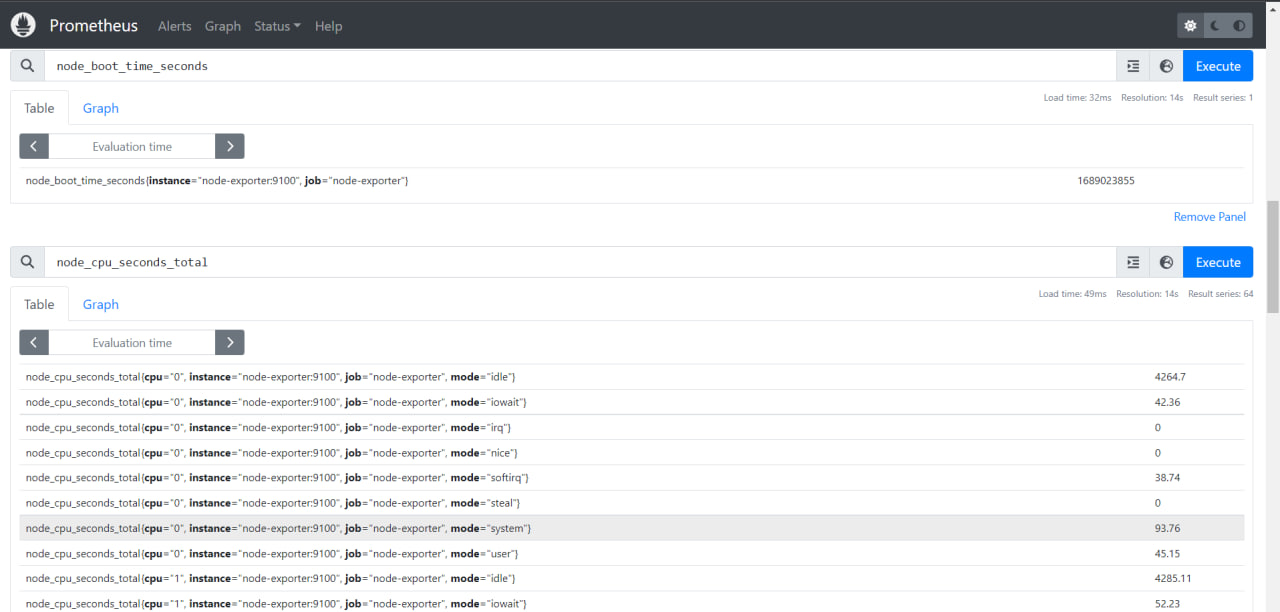 Prometheus Alerts Graph Status Help
node_boot_time_seconds Execute
Load time: 32ms Resolution: 14s Result series: 1
Table Graph
Evaluation time
node_boot_time_seconds{instance="node-exporter:9100", job="node-exporter"} 1689023855
Remove Panel
node_cpu_seconds_total Execute
Load time: 49ms Resolution: 14s Result series: 64
Table Graph
Evaluation time
node_cpu_seconds_total{cpu="0", instance="node-exporter:9100", job="node-exporter", mode="idle"} 4264.7
node_cpu_seconds_total{cpu="0", instance="node-exporter:9100", job="node-exporter", mode="iowait"} 42.36
node_cpu_seconds_total{cpu="0", instance="node-exporter:9100", job="node-exporter", mode="irq"} 0
node_cpu_seconds_total{cpu="0", instance="node-exporter:9100", job="node-exporter", mode="nice"} 0
node_cpu_seconds_total{cpu="0", instance="node-exporter:9100", job="node-exporter", mode="softirq"} 38.74
node_cpu_seconds_total{cpu="0", instance="node-exporter:9100", job="node-exporter", mode="steal"} 0
node_cpu_seconds_total{cpu="0", instance="node-exporter:9100", job="node-exporter", mode="system"} 93.76
node_cpu_seconds_total{cpu="0", instance="node-exporter:9100", job="node-exporter", mode="user"} 45.15
node_cpu_seconds_total{cpu="1", instance="node-exporter:9100", job="node-exporter", mode="idle"} 4285.11
node_cpu_seconds_total{cpu="1", instance="node-exporter:9100", job="node-exporter", mode="iowait"} 52.23